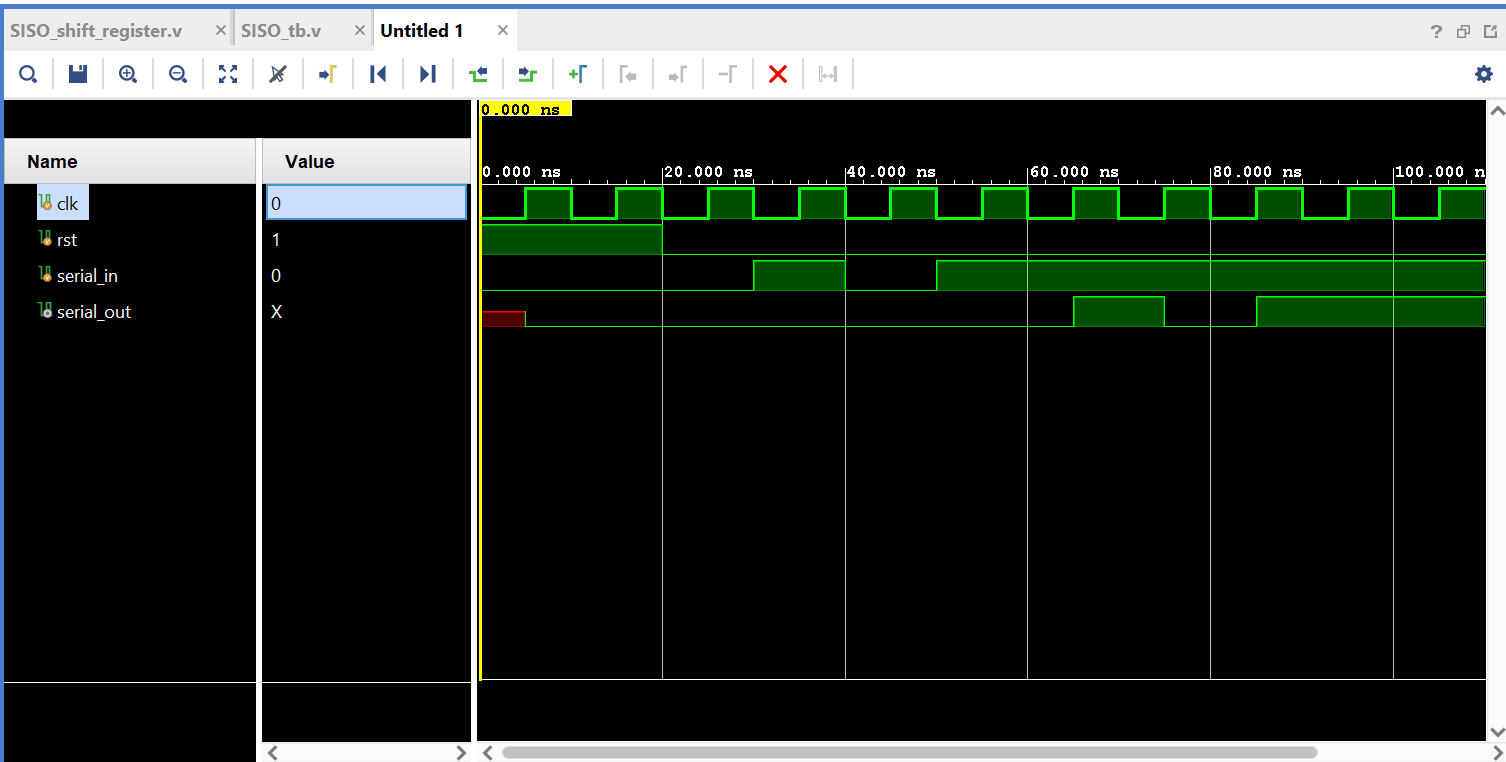 SISO_shift_register.v × SISO_tb.v × Untitled 1 ×
?
0.000 ns
Name Value
0.000 ns 20.000 ns 40.000 ns 60.000 ns 80.000 ns 100.000 n
clk 0
rst 1
serial_in 0
serial_out X